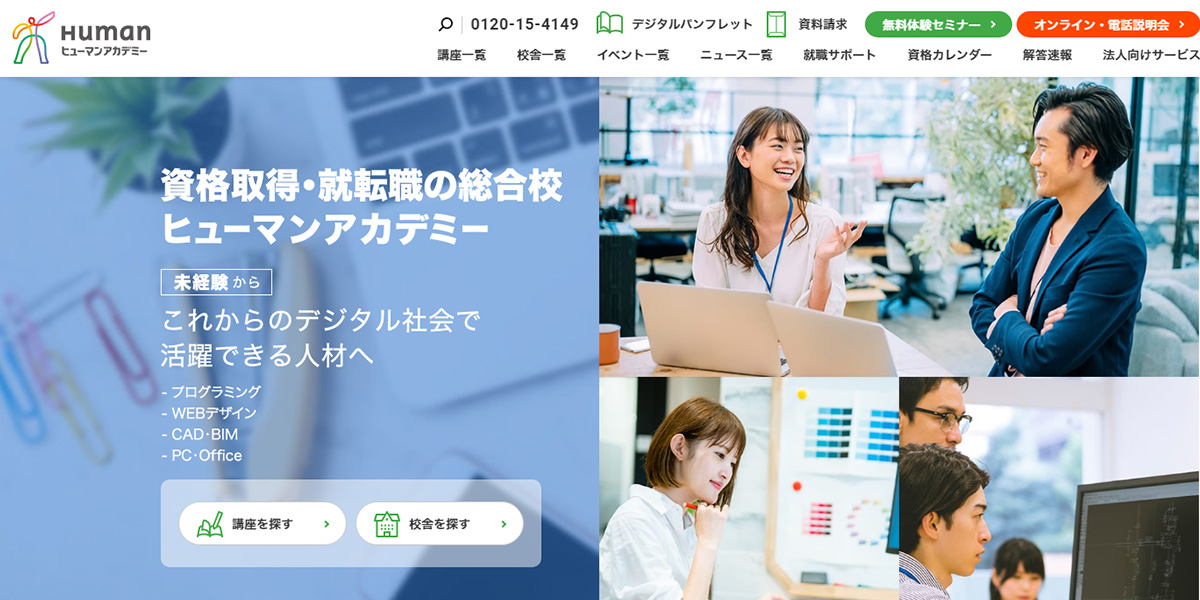 Human
ヒューマンアカデミー
0120-15-4149
デジタルパンフレット
資料請求
無料体験セミナー
オンライン・電話説明会
講座一覧
校舎一覧
イベント一覧
ニュース一覧
就職サポート
資格カレンダー
解答速報
法人向けサービス
資格取得・就転職の総合校
ヒューマンアカデミー
未経験から
これからのデジタル社会で
活躍できる人材へ
- プログラミング
- WEBデザイン
- CAD・BIM
- PC・Office
講座を探す
校舎を探す